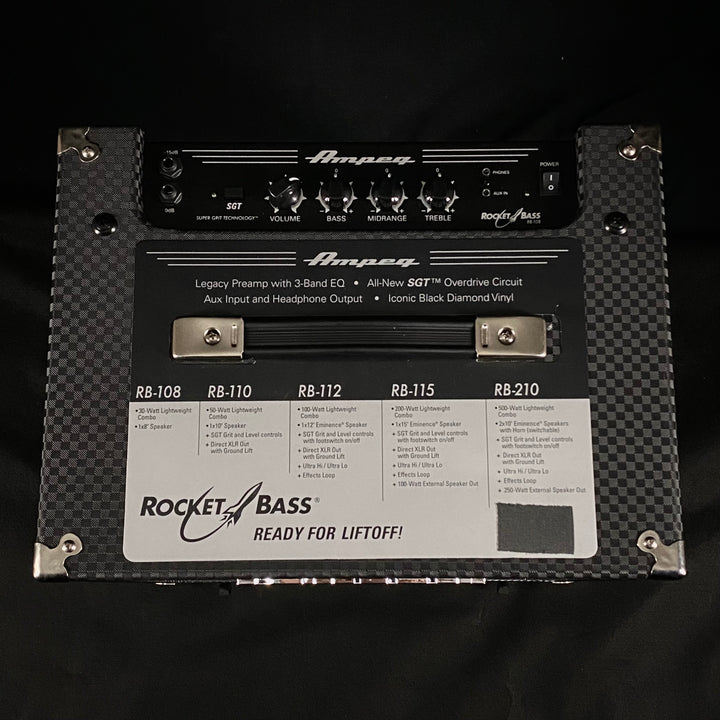 Ampeg
-15dB
0dB
SGT
SUPER GRIT TECHNOLOGY™
0 0 0
VOLUME BASS MIDRANGE TREBLE
PHONES
AUX IN
POWER
I
O
ROCKET BASS
RB-108
Ampeg
Legacy Preamp with 3-Band EQ • All-New SGT™ Overdrive Circuit
Aux Input and Headphone Output • Iconic Black Diamond Vinyl
RB-108
• 30-Watt Lightweight
Combo
• 1x8" Speaker
RB-110
• 50-Watt Lightweight
Combo
• 1x10" Speaker
+ SGT Grit and Level controls
+ Direct XLR Out
with Ground Lift
RB-112
• 100-Watt Lightweight
Combo
• 1x12" Eminence® Speaker
+ SGT Grit and Level controls
with footswitch on/off
+ Direct XLR Out
with Ground Lift
+ Ultra Hi / Ultra Lo
+ Effects Loop
RB-115
• 200-Watt Lightweight
Combo
• 1x15" Eminence® Speaker
+ SGT Grit and Level controls
with footswitch on/off
+ Direct XLR Out
with Ground Lift
+ Ultra Hi / Ultra Lo
+ Effects Loop
+ 100-Watt External Speaker Out
RB-210
• 500-Watt Lightweight
Combo
• 2x10" Eminence® Speakers
with Horn (switchable)
+ SGT Grit and Level controls
with footswitch on/off
+ Direct XLR Out
with Ground Lift
+ Ultra Hi / Ultra Lo
+ Effects Loop
+ 250-Watt External Speaker Out
ROCKET BASS®
READY FOR LIFTOFF!